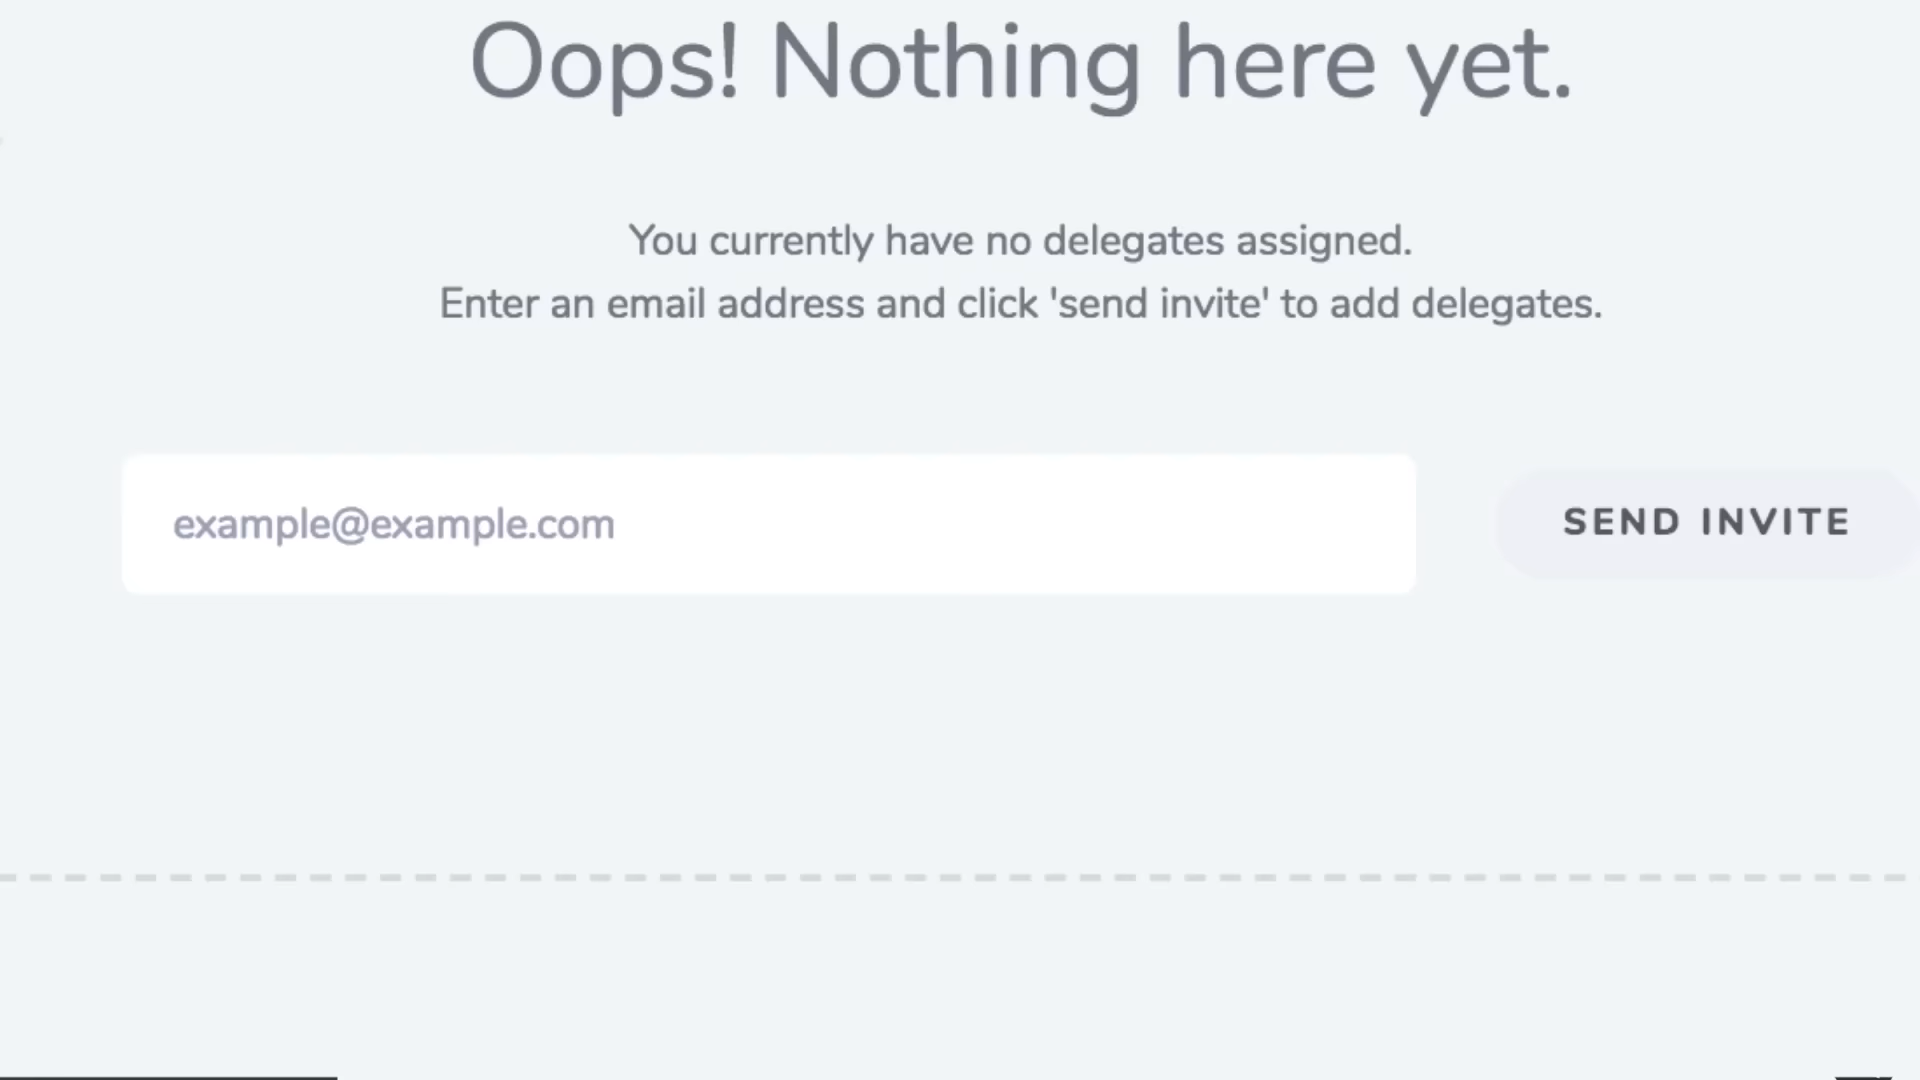 Oops! Nothing here yet.
You currently have no delegates assigned.
Enter an email address and click 'send invite' to add delegates.
example@example.com
SEND INVITE